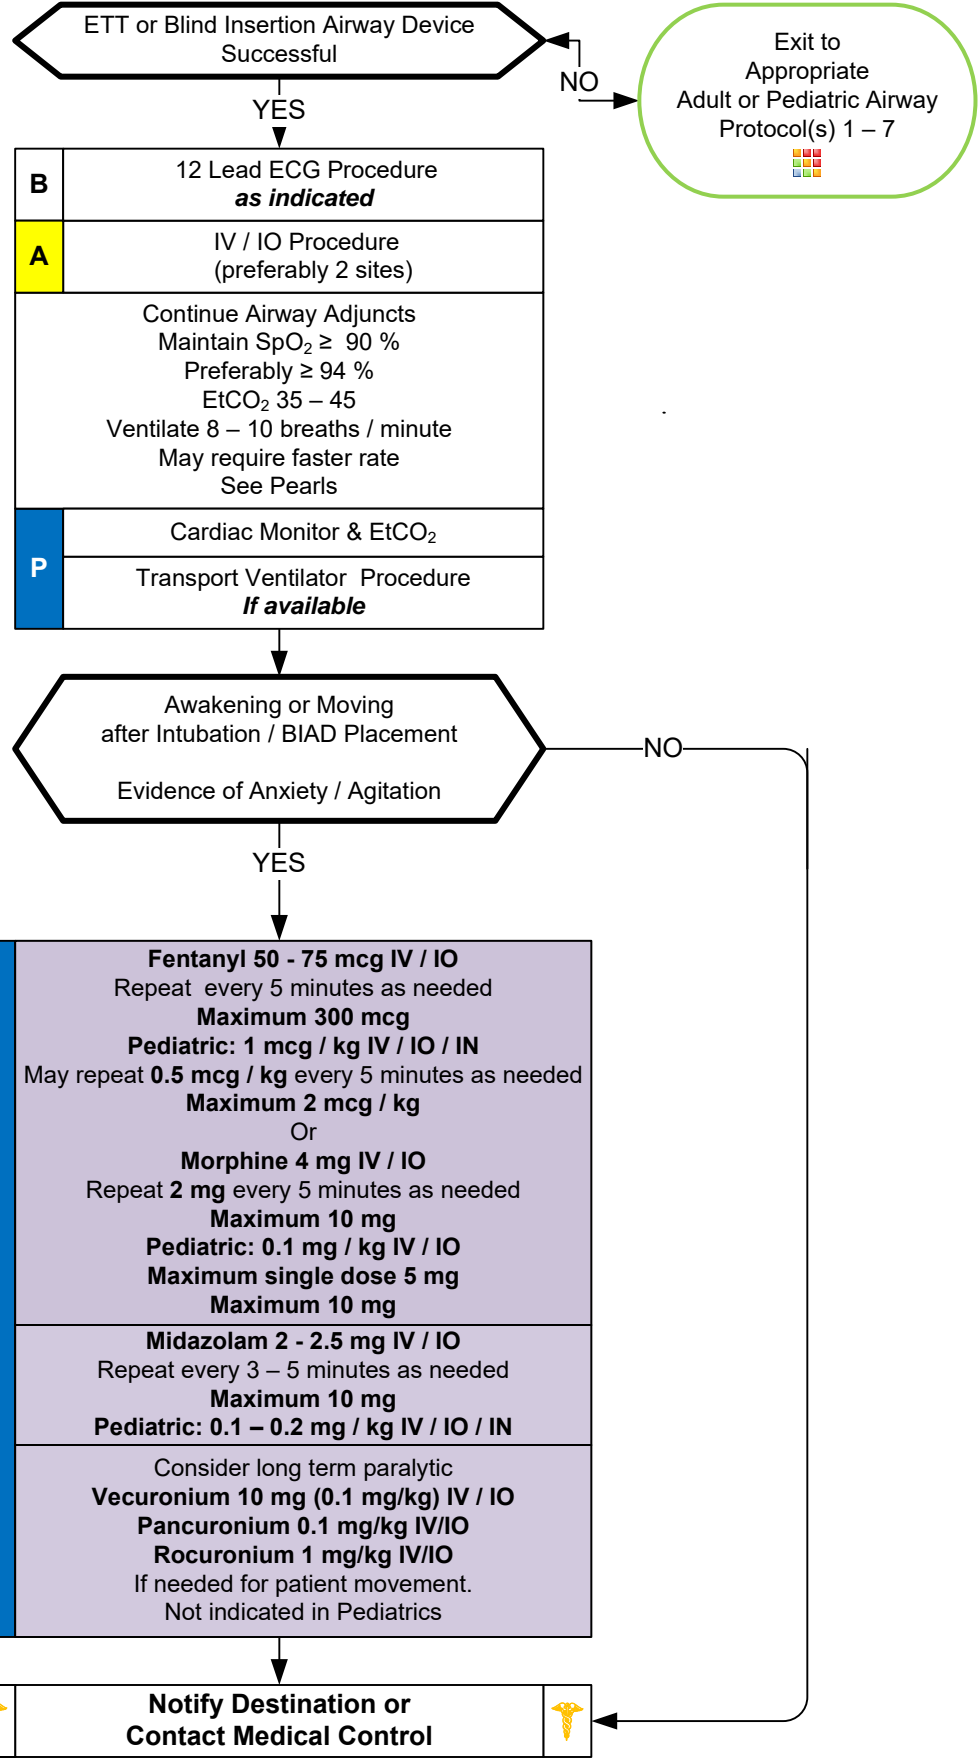 ETT or Blind Insertion Airway Device
Successful
NO
Exit to
Appropriate
Adult or Pediatric Airway
Protocol(s) 1 – 7
YES
B
12 Lead ECG Procedure
as indicated
A
IV / IO Procedure
(preferably 2 sites)
Continue Airway Adjuncts
Maintain SpO₂ ≥ 90 %
Preferably ≥ 94 %
EtCO₂ 35 – 45
Ventilate 8 – 10 breaths / minute
May require faster rate
See Pearls
P
Cardiac Monitor & EtCO₂
Transport Ventilator Procedure
If available
Awakening or Moving
after Intubation / BIAD Placement
Evidence of Anxiety / Agitation
NO
YES
Fentanyl 50 - 75 mcg IV / IO
Repeat every 5 minutes as needed
Maximum 300 mcg
Pediatric: 1 mcg / kg IV / IO / IN
May repeat 0.5 mcg / kg every 5 minutes as needed
Maximum 2 mcg / kg
Or
Morphine 4 mg IV / IO
Repeat 2 mg every 5 minutes as needed
Maximum 10 mg
Pediatric: 0.1 mg / kg IV / IO
Maximum single dose 5 mg
Maximum 10 mg
Midazolam 2 - 2.5 mg IV / IO
Repeat every 3 – 5 minutes as needed
Maximum 10 mg
Pediatric: 0.1 – 0.2 mg / kg IV / IO / IN
Consider long term paralytic
Vecuronium 10 mg (0.1 mg/kg) IV / IO
Pancuronium 0.1 mg/kg IV/IO
Rocuronium 1 mg/kg IV/IO
If needed for patient movement.
Not indicated in Pediatrics
Notify Destination or
Contact Medical Control